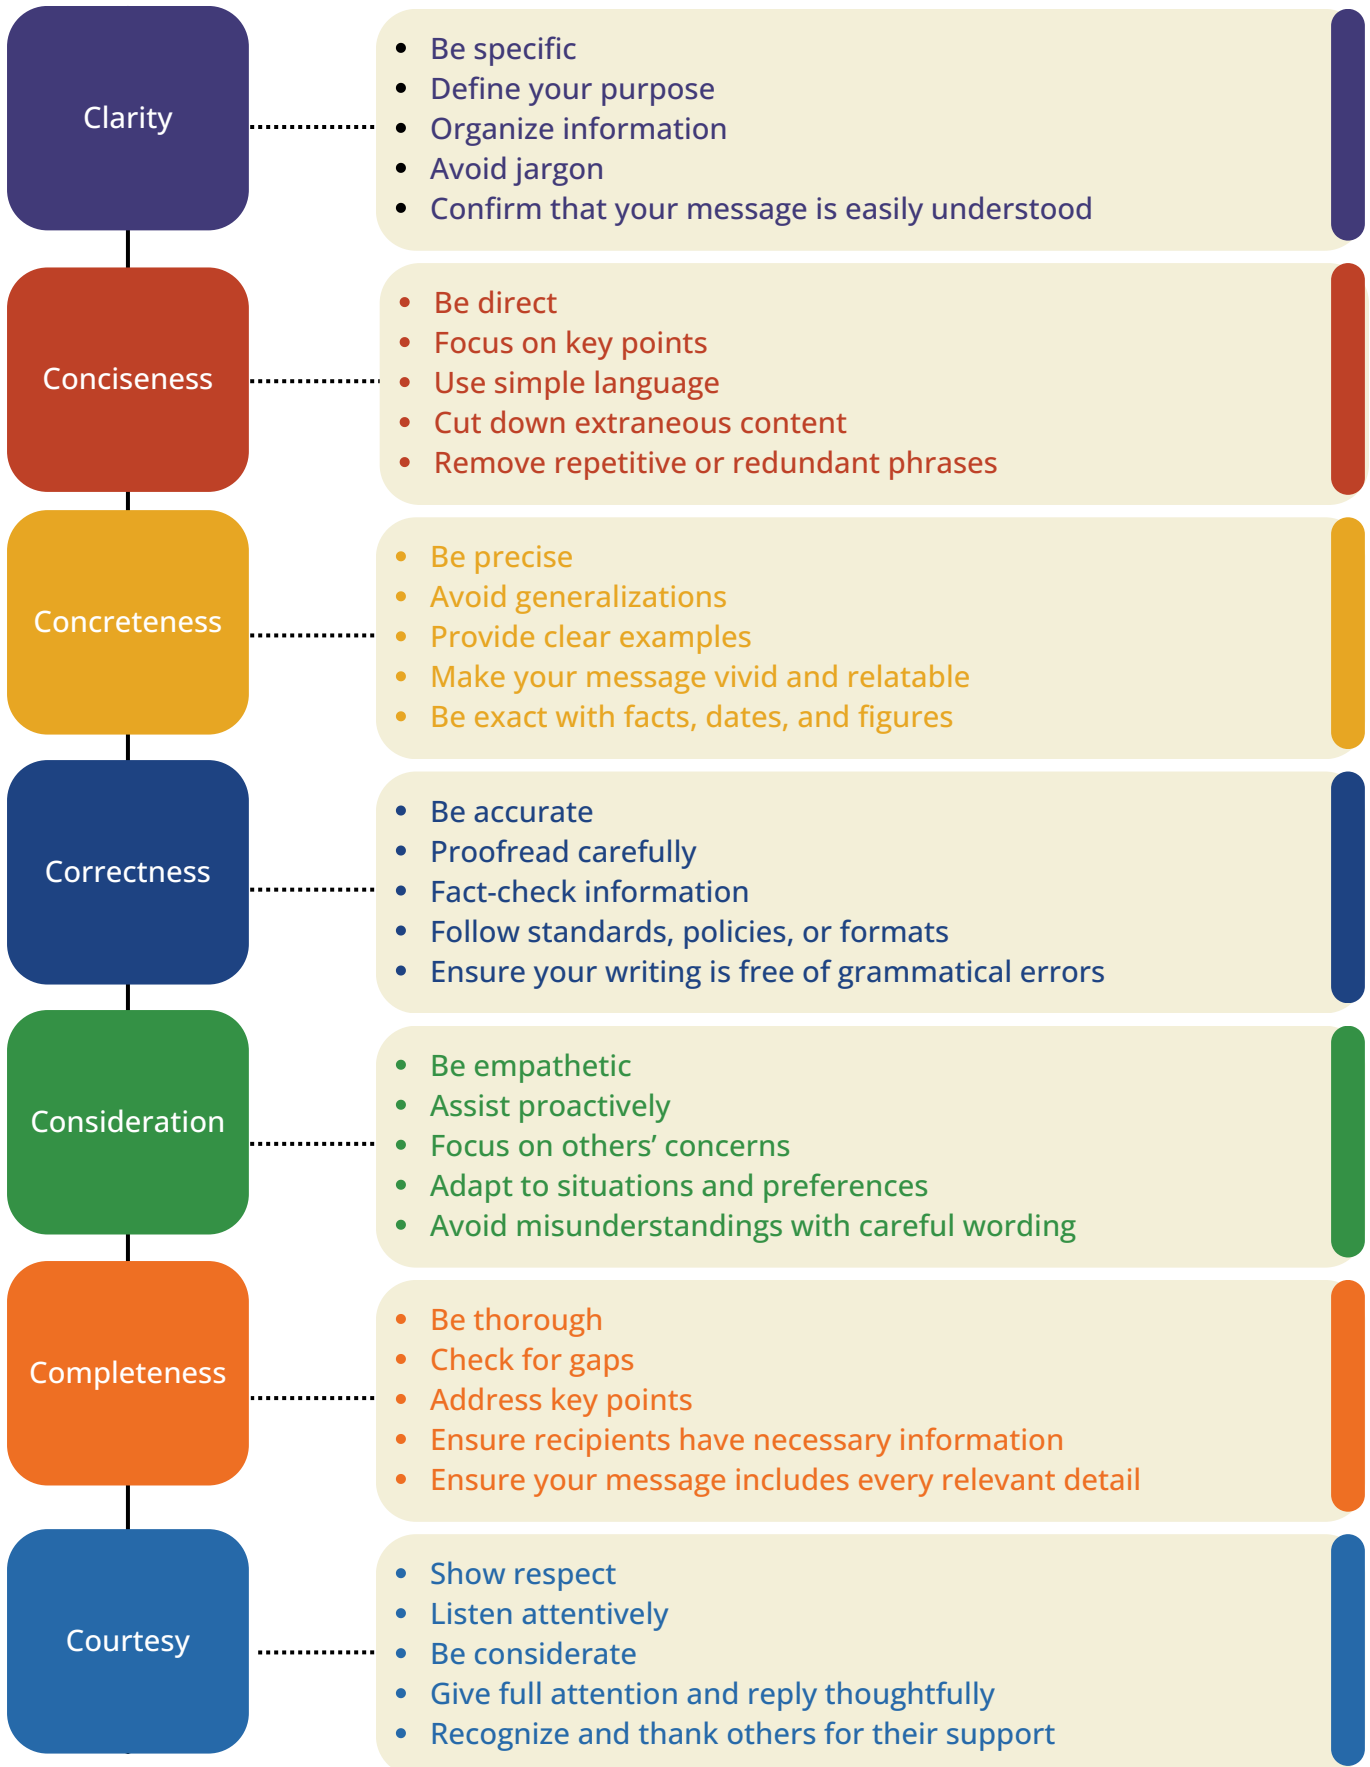 Clarity
• Be specific
• Define your purpose
• Organize information
• Avoid jargon
• Confirm that your message is easily understood
Conciseness
• Be direct
• Focus on key points
• Use simple language
• Cut down extraneous content
• Remove repetitive or redundant phrases
Concreteness
• Be precise
• Avoid generalizations
• Provide clear examples
• Make your message vivid and relatable
• Be exact with facts, dates, and figures
Correctness
• Be accurate
• Proofread carefully
• Fact-check information
• Follow standards, policies, or formats
• Ensure your writing is free of grammatical errors
Consideration
• Be empathetic
• Assist proactively
• Focus on others’ concerns
• Adapt to situations and preferences
• Avoid misunderstandings with careful wording
Completeness
• Be thorough
• Check for gaps
• Address key points
• Ensure recipients have necessary information
• Ensure your message includes every relevant detail
Courtesy
• Show respect
• Listen attentively
• Be considerate
• Give full attention and reply thoughtfully
• Recognize and thank others for their support